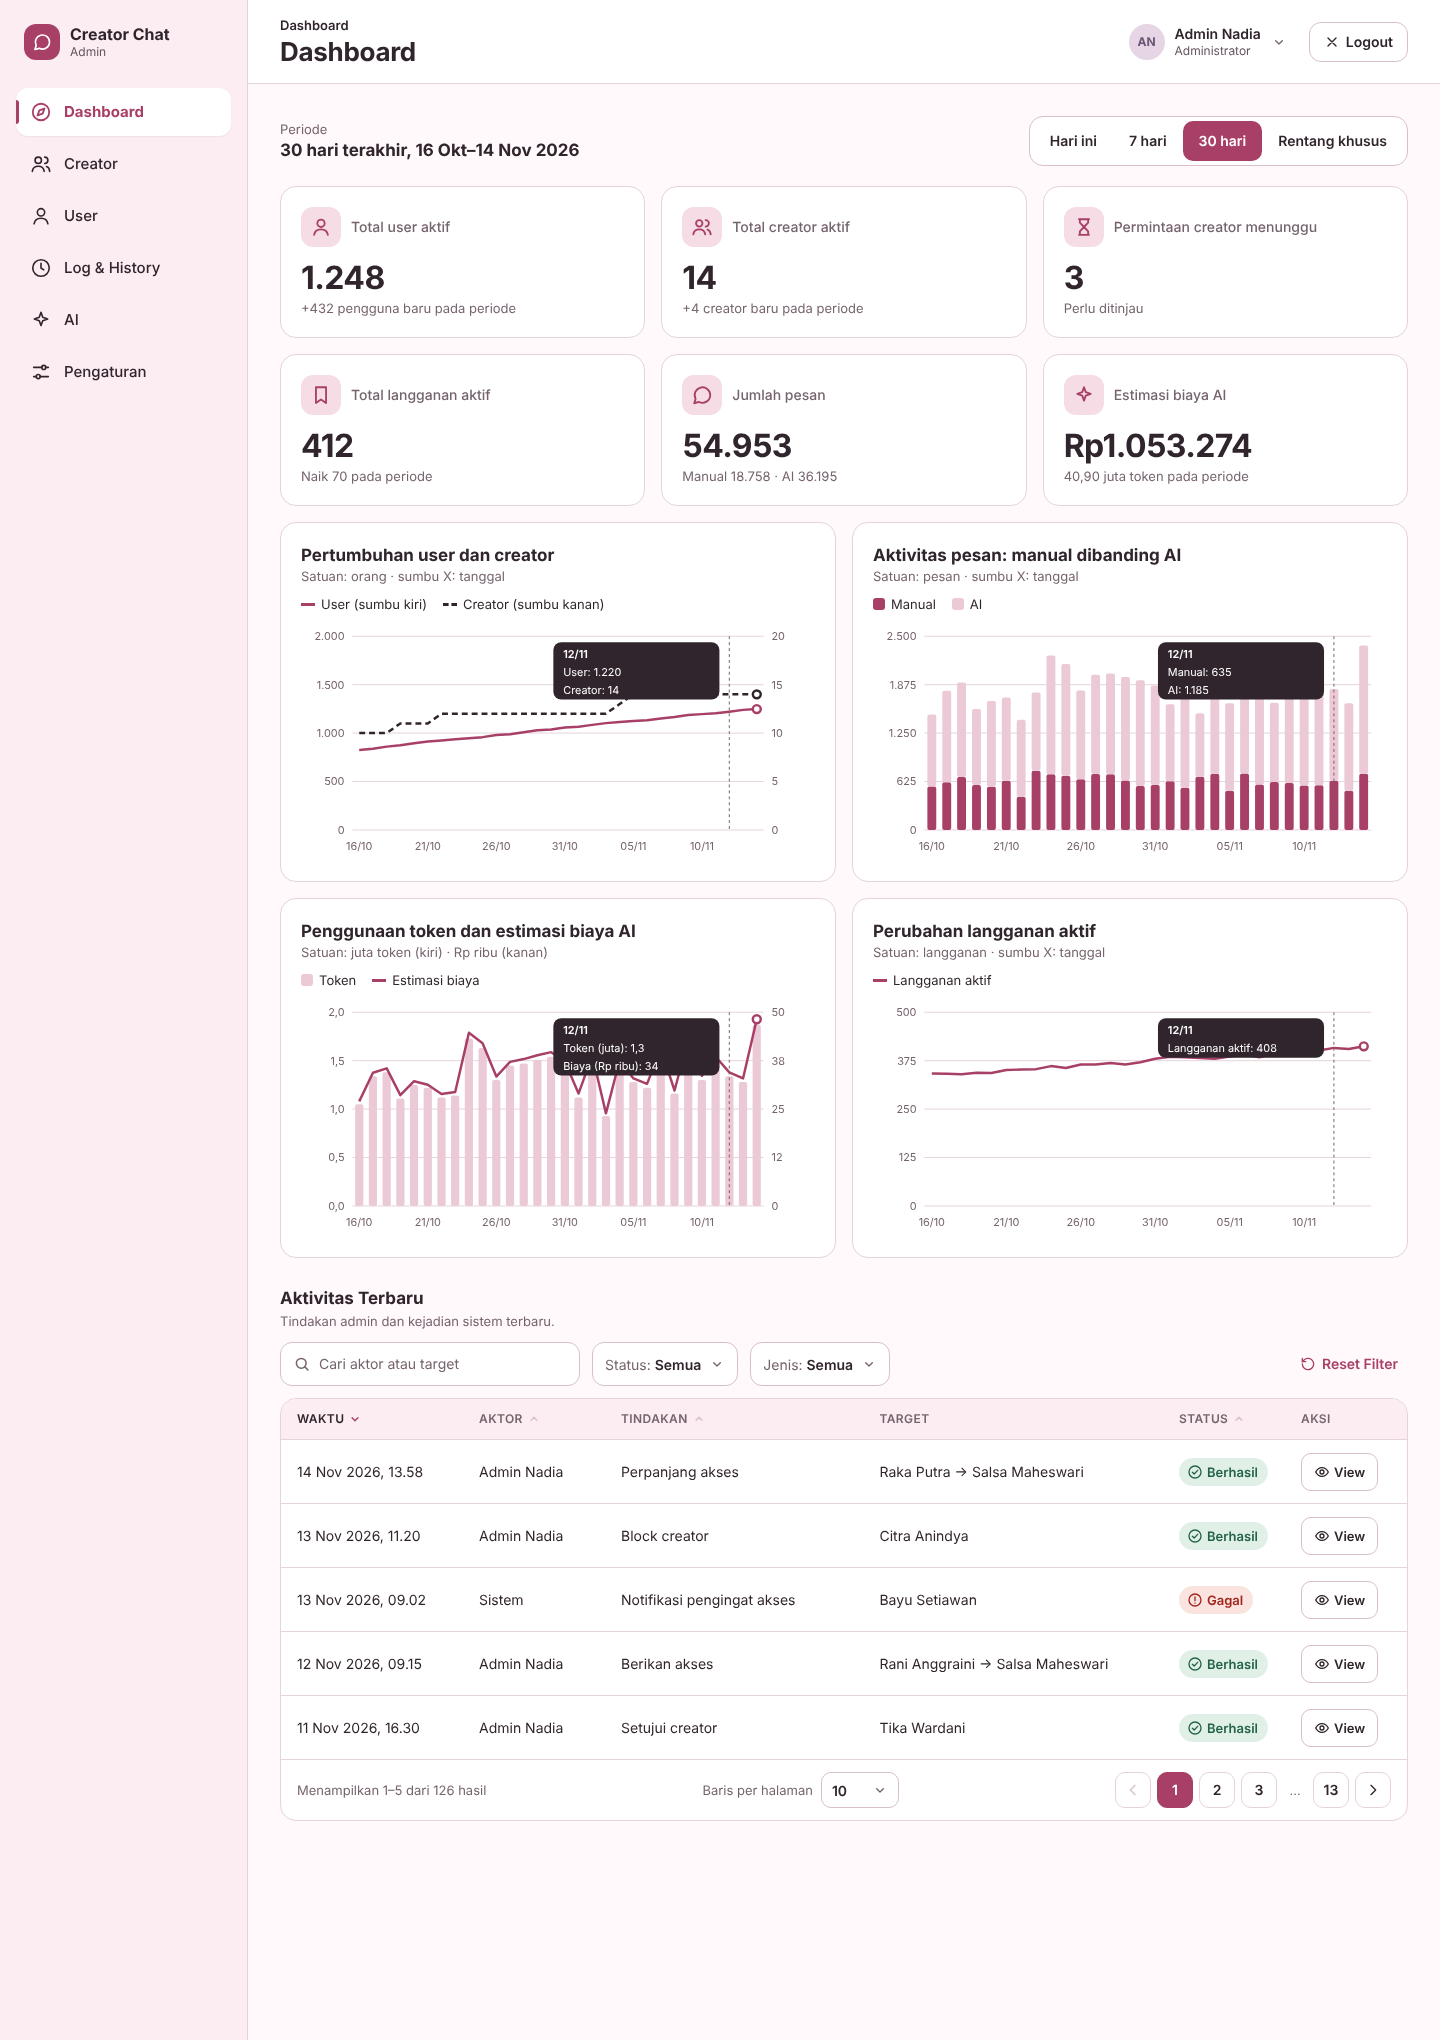 Creator Chat
Admin
Dashboard
Creator
User
Log & History
AI
Pengaturan
Dashboard
Dashboard
AN
Admin Nadia
Administrator
Logout
Periode
30 hari terakhir, 16 Okt–14 Nov 2026
Hari ini 7 hari 30 hari Rentang khusus
Total user aktif
1.248
+432 pengguna baru pada periode
Total creator aktif
14
+4 creator baru pada periode
Permintaan creator menunggu
3
Perlu ditinjau
Total langganan aktif
412
Naik 70 pada periode
Jumlah pesan
54.953
Manual 18.758 · AI 36.195
Estimasi biaya AI
Rp1.053.274
40,90 juta token pada periode
Pertumbuhan user dan creator
Satuan: orang · sumbu X: tanggal
User (sumbu kiri) Creator (sumbu kanan)
2.000 20
1.500 15
1.000 10
500 5
0 0
12/11
User: 1.220
Creator: 14
16/10 21/10 26/10 31/10 05/11 10/11
Aktivitas pesan: manual dibanding AI
Satuan: pesan · sumbu X: tanggal
Manual AI
2.500
1.875
1.250
625
0
12/11
Manual: 635
AI: 1.185
16/10 21/10 26/10 31/10 05/11 10/11
Penggunaan token dan estimasi biaya AI
Satuan: juta token (kiri) · Rp ribu (kanan)
Token Estimasi biaya
2,0 50
1,5 38
1,0 25
0,5 12
0,0 0
12/11
Token (juta): 1,3
Biaya (Rp ribu): 34
16/10 21/10 26/10 31/10 05/11 10/11
Perubahan langganan aktif
Satuan: langganan · sumbu X: tanggal
Langganan aktif
500
375
250
125
0
12/11
Langganan aktif: 408
16/10 21/10 26/10 31/10 05/11 10/11
Aktivitas Terbaru
Tindakan admin dan kejadian sistem terbaru.
Cari aktor atau target
Status: Semua
Jenis: Semua
Reset Filter
WAKTU AKTOR TINDAKAN TARGET STATUS AKSI
14 Nov 2026, 13.58 Admin Nadia Perpanjang akses Raka Putra → Salsa Maheswari Berhasil View
13 Nov 2026, 11.20 Admin Nadia Block creator Citra Anindya Berhasil View
13 Nov 2026, 09.02 Sistem Notifikasi pengingat akses Bayu Setiawan Gagal View
12 Nov 2026, 09.15 Admin Nadia Berikan akses Rani Anggraini → Salsa Maheswari Berhasil View
11 Nov 2026, 16.30 Admin Nadia Setujui creator Tika Wardani Berhasil View
Menampilkan 1–5 dari 126 hasil
Baris per halaman 10
1 2 3 ... 13